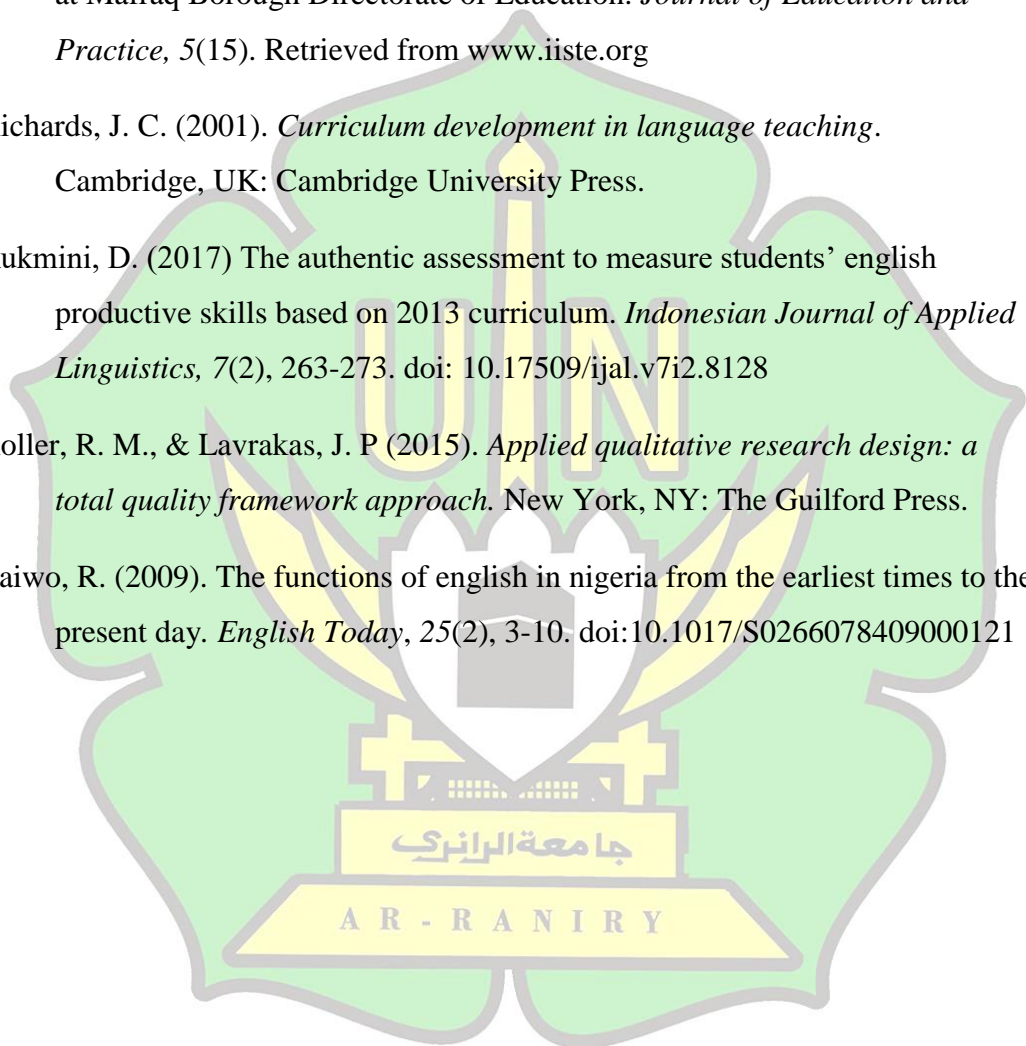 at Mafraq Borough Directorate of Education. Journal of Education and
Practice, 5(15). Retrieved from www.iiste.org
ichards, J. C. (2001). Curriculum development in language teaching.
Cambridge, UK: Cambridge University Press.
ukmini, D. (2017) The authentic assessment to measure students’ english
productive skills based on 2013 curriculum. Indonesian Journal of Applied
Linguistics, 7(2), 263-273. doi: 10.17509/ijal.v7i2.8128
oller, R. M., & Lavrakas, J. P (2015). Applied qualitative research design: a
total quality framework approach. New York, NY: The Guilford Press.
aiwo, R. (2009). The functions of english in nigeria from the earliest times to the
present day. English Today, 25(2), 3-10. doi:10.1017/S0266078409000121
UIN
جامعةالرانري
AR-RANIRY